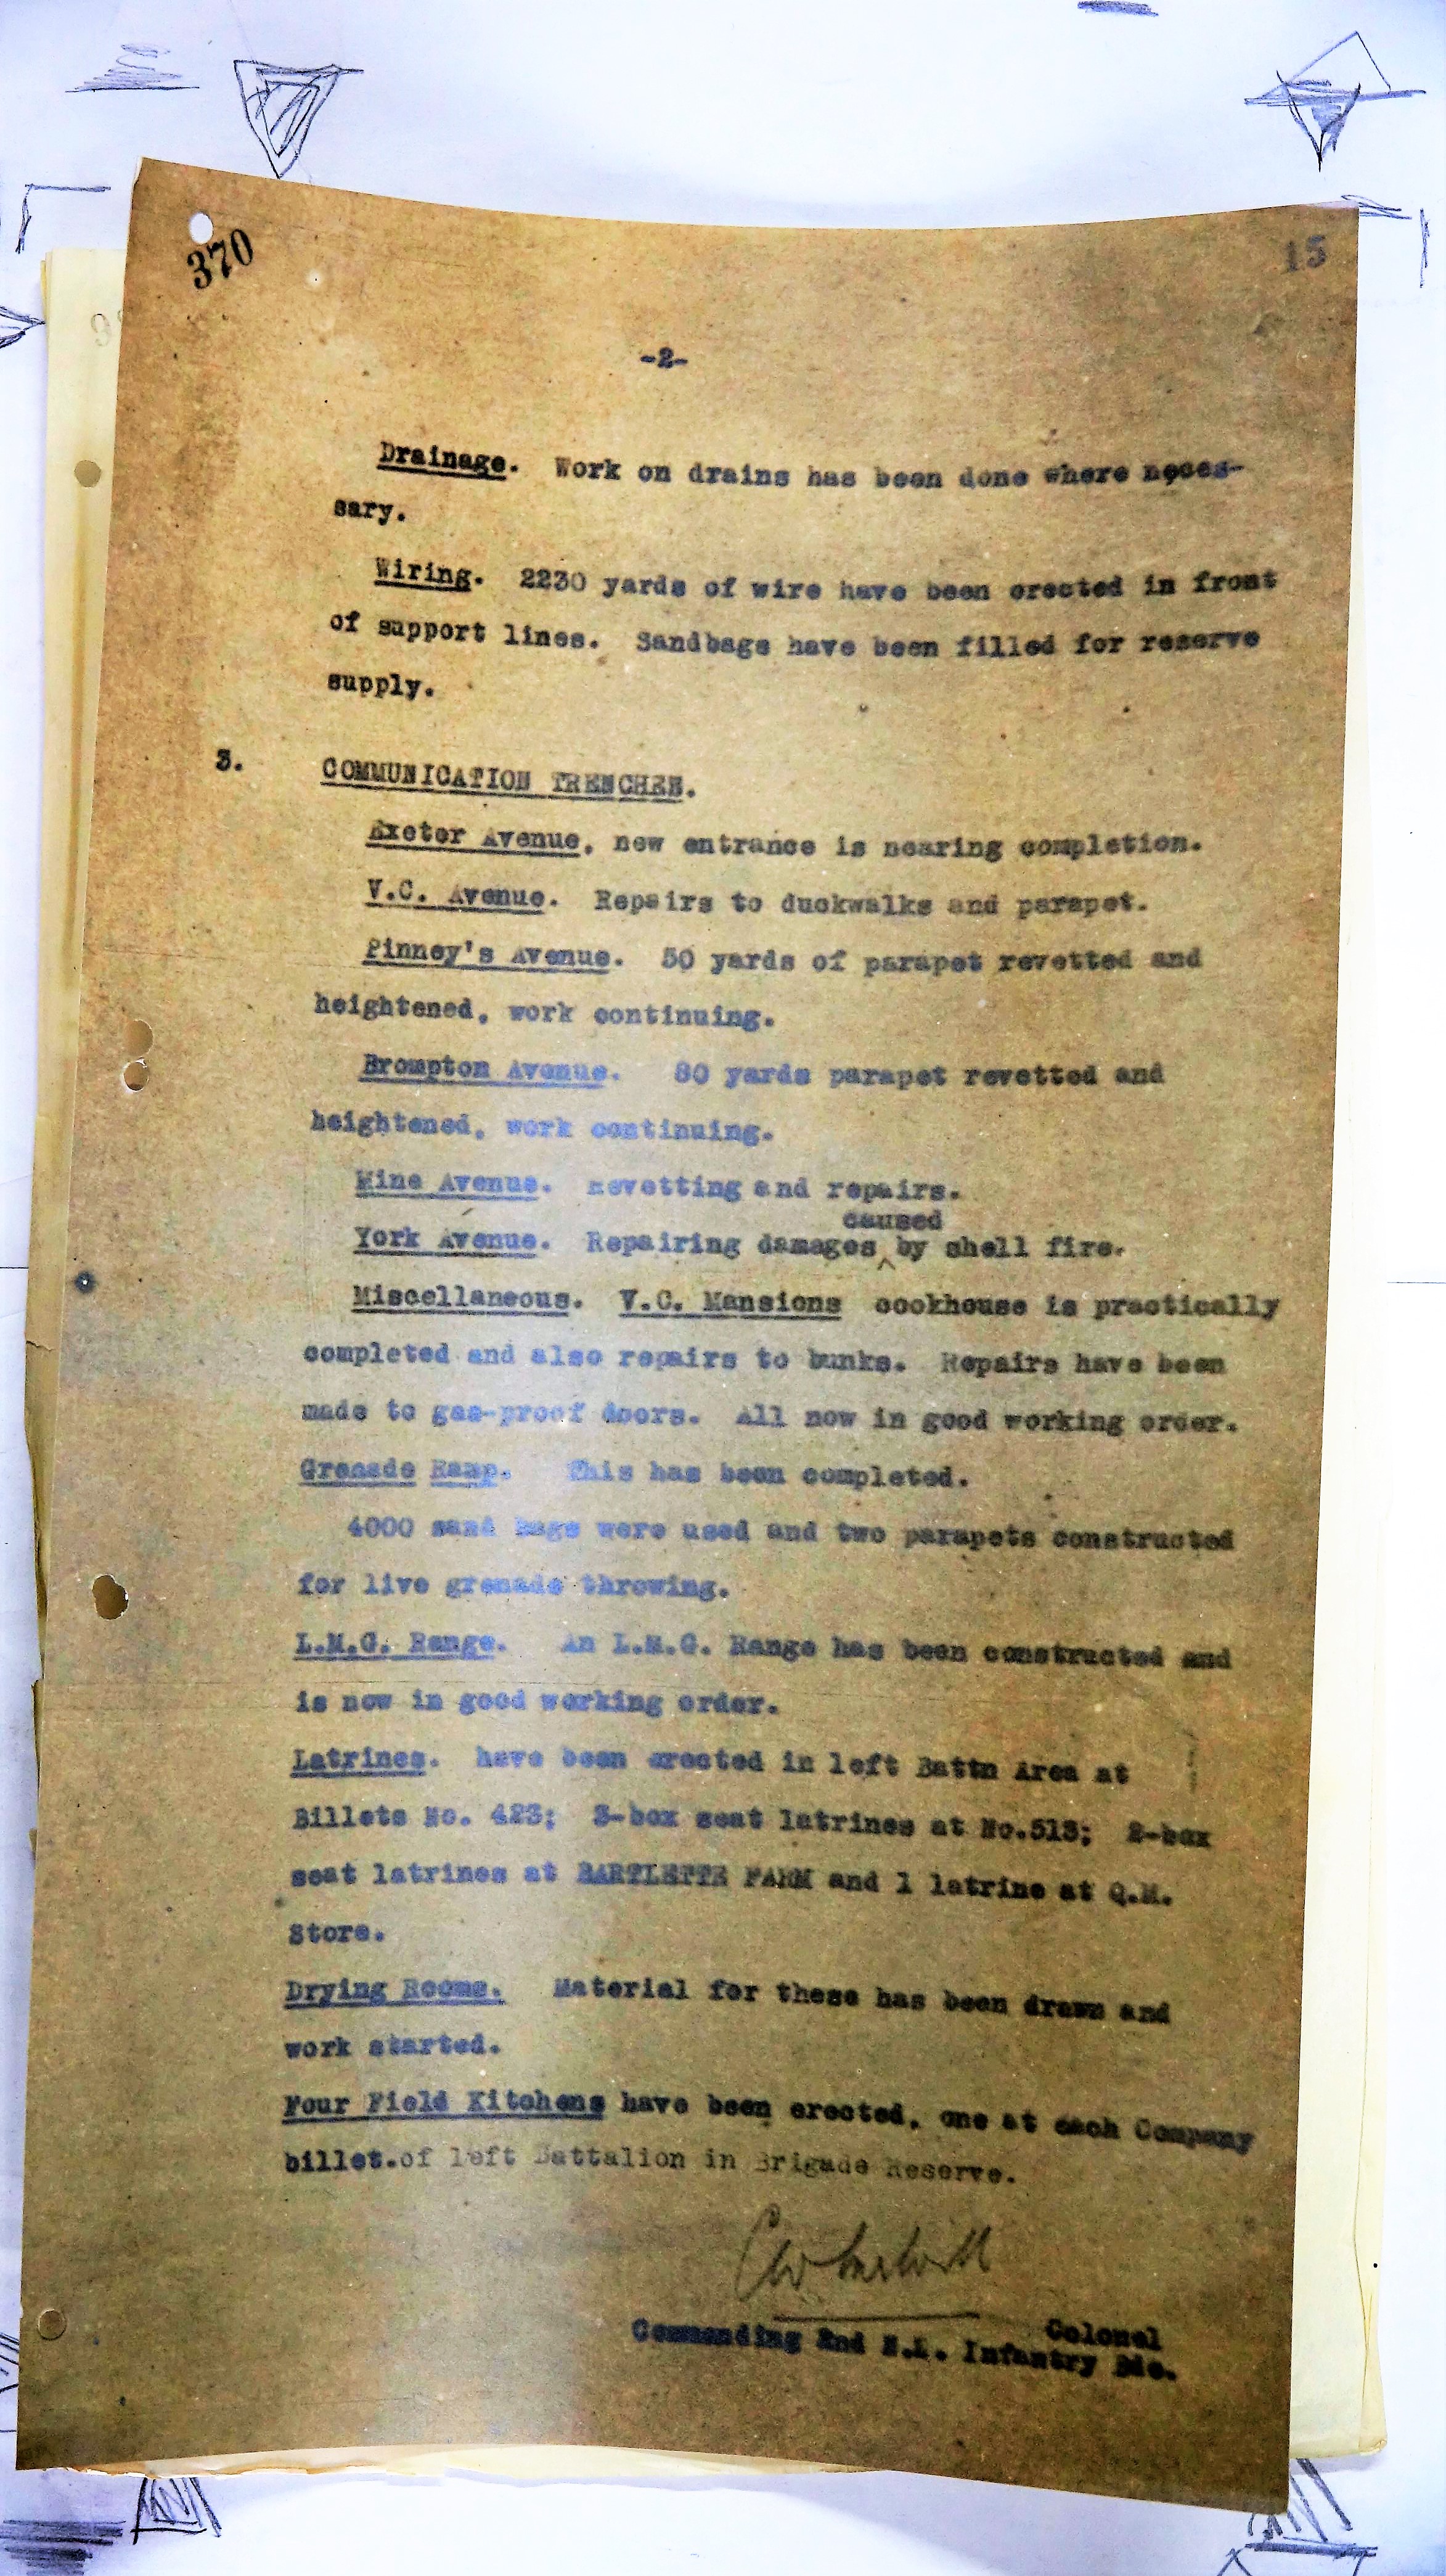 370
15
-2-
Drainage. Work on drains has been done where neces-
sary.
Wiring. 2230 yards of wire have been erected in front
of support lines. Sandbags have been filled for reserve
supply.
3. COMMUNICATION TRENCHES.
Exeter Avenue, new entrance is nearing completion.
V.C. Avenue. Repairs to duckwalks and parapet.
Pinney's Avenue. 50 yards of parapet revetted and
heightened, work continuing.
Brompton Avenue. 80 yards parapet revetted and
heightened, work continuing.
Mine Avenue. Revetting and repairs.
caused
York Avenue. Repairing damages ^ by shell fire.
Miscellaneous. V.C. Mansions cookhouse is practically
completed and also repairs to bunks. Repairs have been
made to gas-proof doors. All now in good working order.
Grenade Ramp. This has been completed.
4000 sand bags were used and two parapets constructed
for live grenade throwing.
L.M.G. Range. An L.M.G. Range has been constructed and
is now in good working order.
Latrines. have been erected in left Battn Area at
Billets No. 423; 3-box seat latrines at No.513; 2-box
seat latrines at BARTLETTE FARM and 1 latrine at Q.M.
Store.
Drying Rooms. Material for these has been drawn and
work started.
Four Field Kitchens have been erected, one at each Company
billet.of left Battalion in Brigade Reserve.
Colonel
Commanding 2nd N.Z. Infantry Bde.